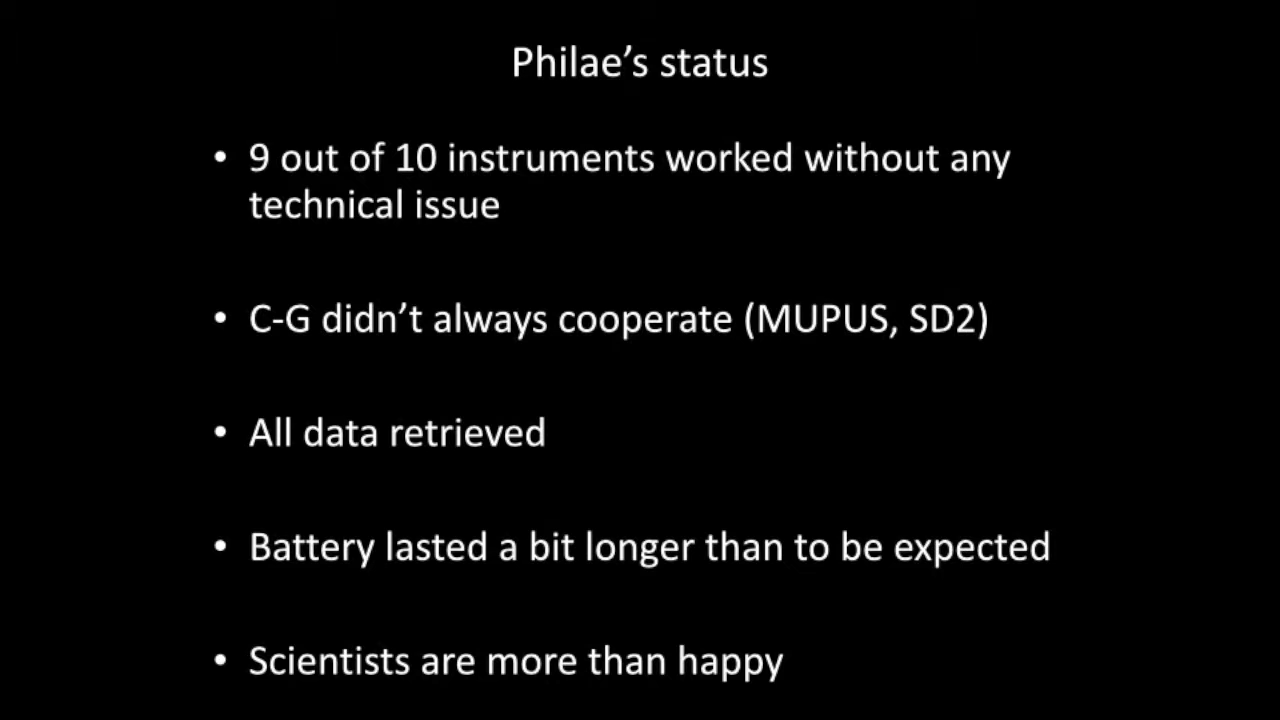 Philae’s status
• 9 out of 10 instruments worked without any
technical issue
• C-G didn’t always cooperate (MUPUS, SD2)
• All data retrieved
• Battery lasted a bit longer than to be expected
• Scientists are more than happy